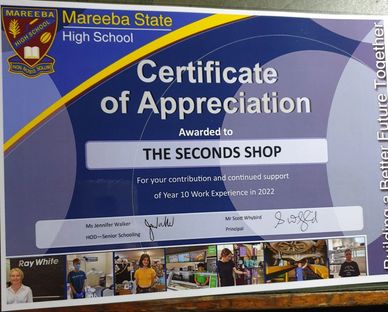 MAREEBA
HIGH SCHOOL
NON NOBIS SOLUM
Mareeba State
High School
Certificate
of Appreciation
Awarded to
THE SECONDS SHOP
For your contribution and continued support
of Year 10 Work Experience in 2022
Ms Jennifer Walker
HOD—Senior Schooling
Mr Scott Whybird
Principal
Building a Better Future Together
Ray White